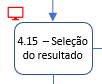 4.15 – Seleção
do resultado